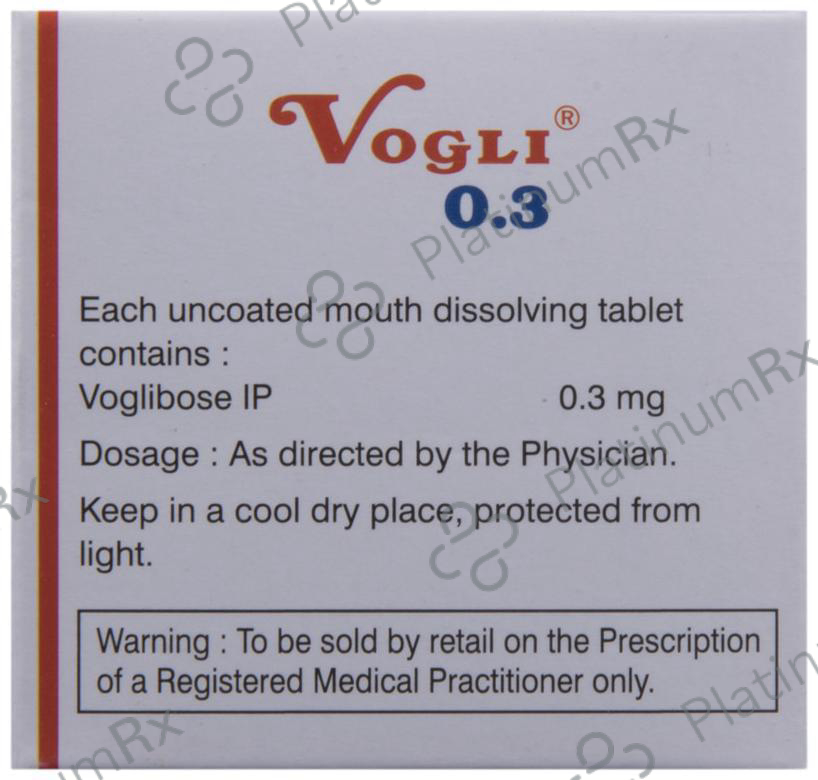 VOGLI®
0.3
Each uncoated mouth dissolving tablet
contains :
Voglibose IP 0.3 mg
Dosage : As directed by the Physician.
Keep in a cool dry place, protected from
light.
Warning : To be sold by retail on the Prescription
of a Registered Medical Practitioner only.
PlatinumRx
PlatinumRx